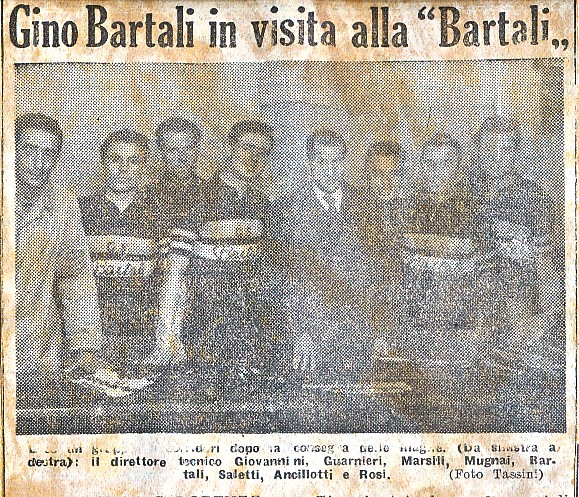 Gino Bartali in visita alla "Bartali„
dopo la consegna delle maglie. (Da sinistra a
destra): il direttore tecnico Giovannini, Guarnieri, Marsili, Mugnai, Bar-
tali, Saletti, Ancillotti e Rosi. (Foto Tassini)